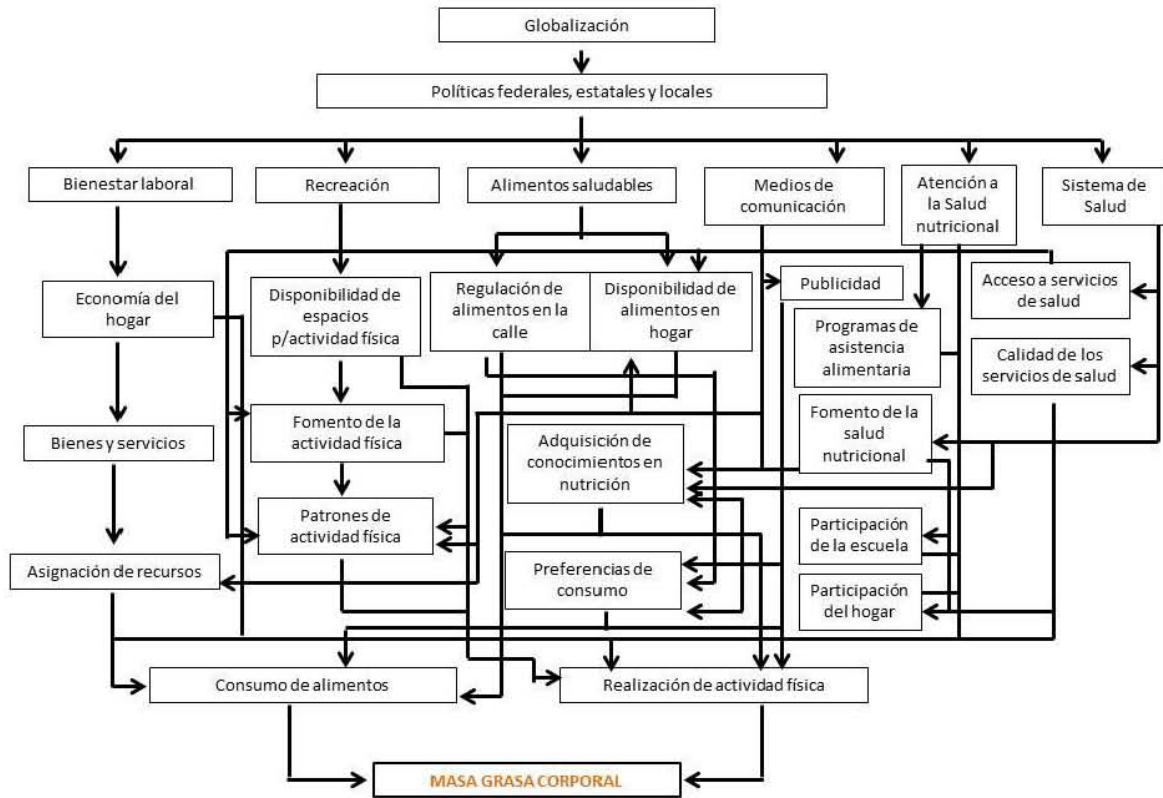 Globalización
Políticas federales, estatales y locales
Bienestar laboral
Recreación
Alimentos saludables
Medios de
comunicación
Atención a
la Salud
nutricional
Sistema de
Salud
Economía del
hogar
Disponibilidad de
espacios
p/actividad física
Regulación de
alimentos en la
calle
Disponibilidad de
alimentos en
hogar
Publicidad
Acceso a servicios
de salud
Programas de
asistencia
alimentaria
Calidad de los
servicios de salud
Bienes y servicios
Fomento de la
actividad física
Adquisición de
conocimientos en
nutrición
Fomento de la
salud
nutricional
Patrones de
actividad física
Participación
de la escuela
Asignación de recursos
Preferencias de
consumo
Participación
del hogar
Consumo de alimentos
Realización de actividad física
MASA GRASA CORPORAL